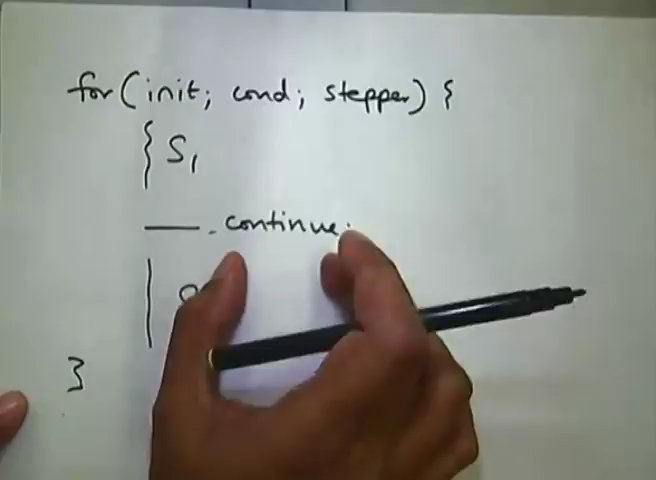 for(init; cond; stepper) {
{ S1
continue;
}